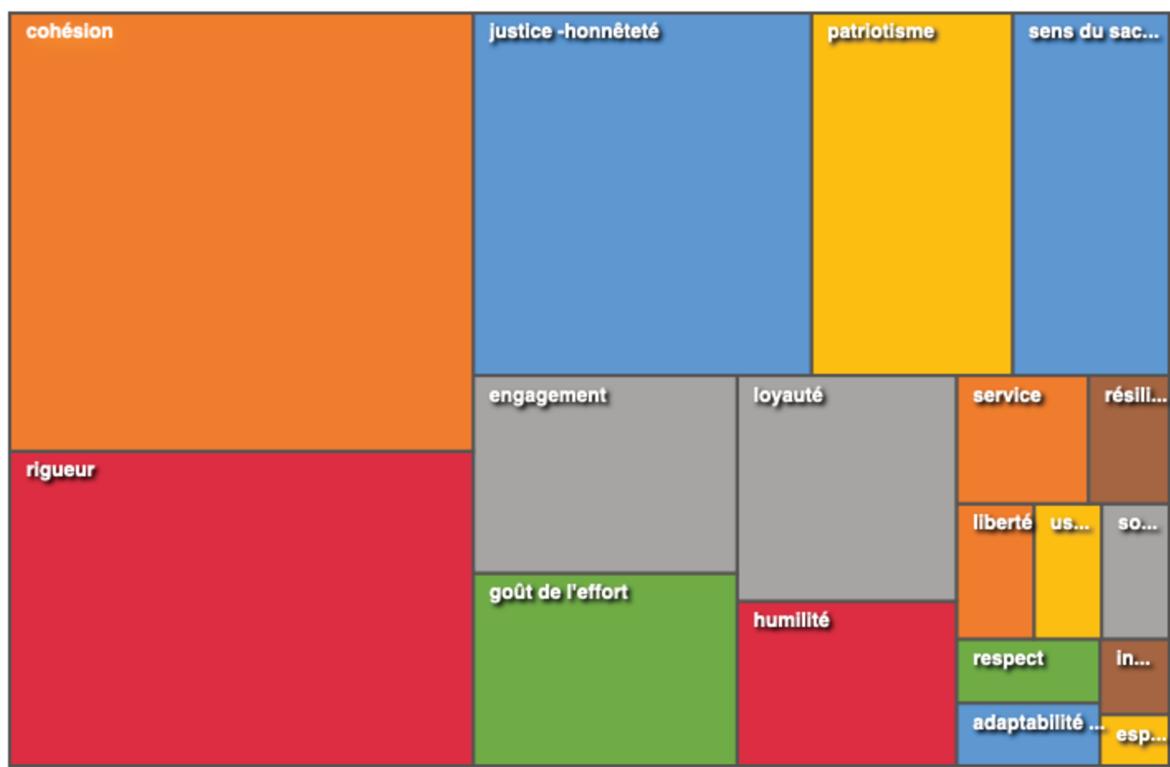 cohésion
justice -honnêteté
patriotisme
sens du sac...
engagement
loyauté
service
résili...
rigueur
liberté
us...
so...
goût de l'effort
humilité
respect
in...
adaptabilité ...
esp...